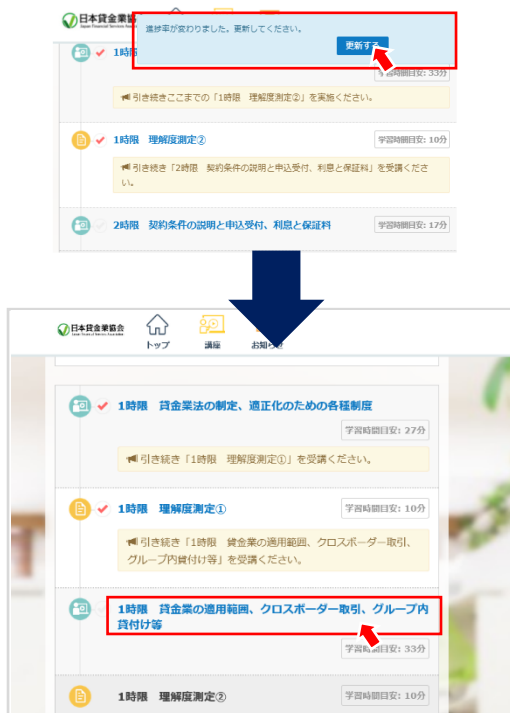 日本貸金業協
進捗率が変わりました。更新してください。
更新する
1時限
学習時間目安: 33分
引き続きここまでの「1時限 理解度測定②」を実施ください。
1時限 理解度測定②
学習時間目安: 10分
引き続き「2時限 契約条件の説明と申込受付、利息と保証料」を受講くださ
い。
2時限 契約条件の説明と申込受付、利息と保証料
学習時間目安: 17分
日本貸金業協会
トップ
講座
お知らせ
1時限 貸金業法の制定、適正化のための各種制度
学習時間目安: 27分
引き続き「1時限 理解度測定①」を受講ください。
1時限 理解度測定①
学習時間目安: 10分
引き続き「1時限 貸金業の適用範囲、クロスボーダー取引、
グループ内貸付け等」を受講ください。
1時限 貸金業の適用範囲、クロスボーダー取引、グループ内
貸付け等
学習時間目安: 33分
1時限 理解度測定②
学習時間目安: 10分